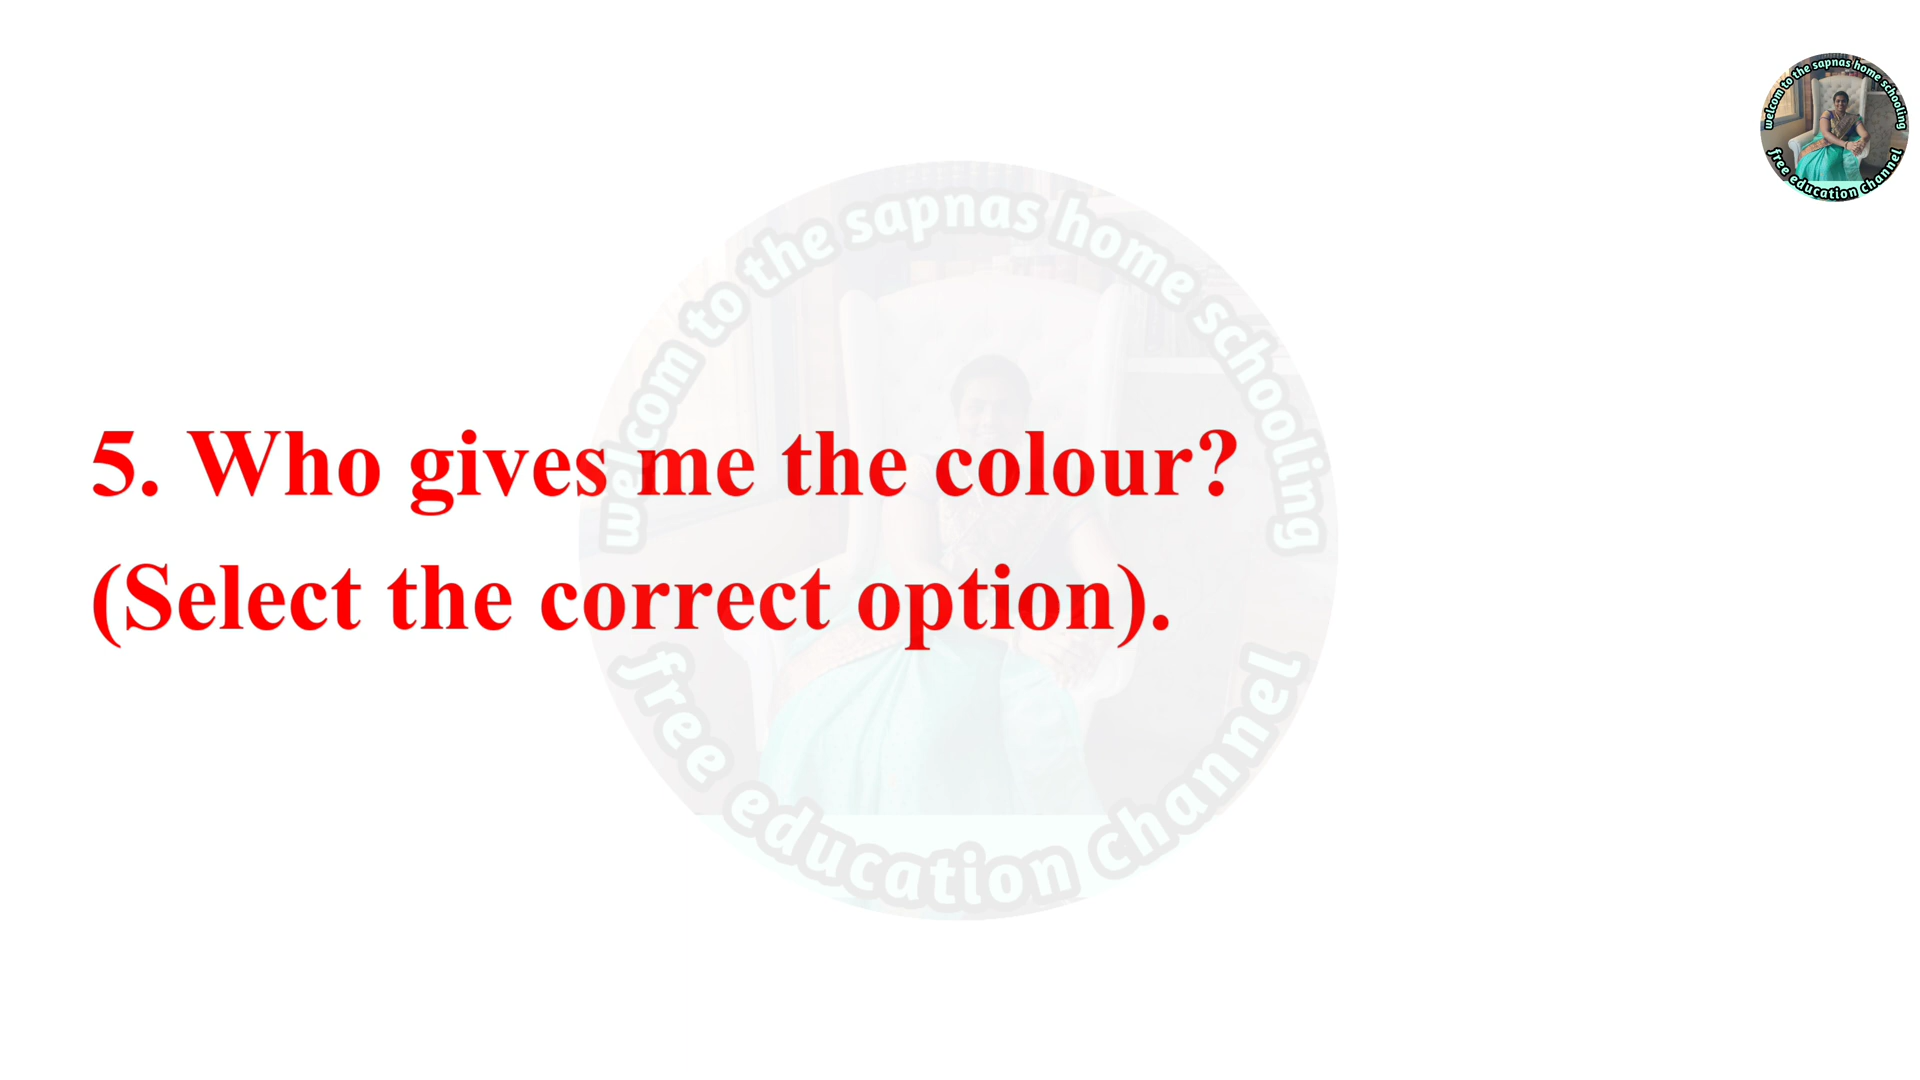 welcom to the sapnas home schooling
free education channel
welcom to the sapnas home schooling
5. Who gives me the colour?
(Select the correct option).
free education channel